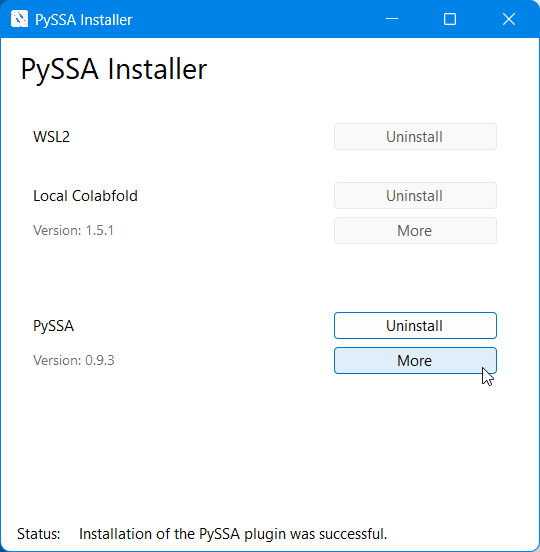 PySSA Installer
PySSA Installer
WSL2 Uninstall
Local Colabfold Uninstall
Version: 1.5.1 More
PySSA Uninstall
Version: 0.9.3 More
Status: Installation of the PySSA plugin was successful.